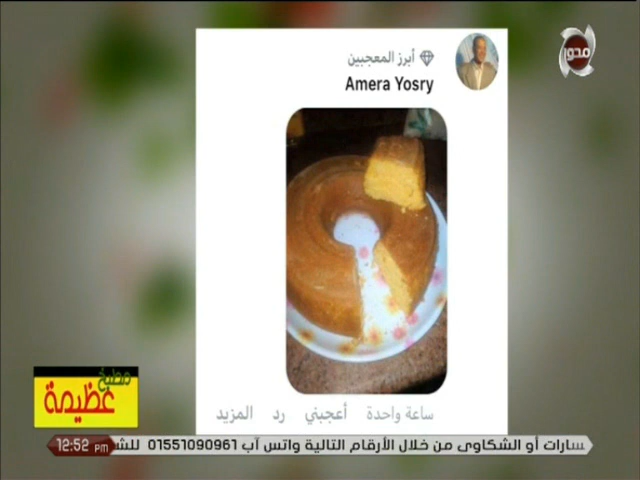 محور
أبرز المعجبين
Amera Yosry
ساعة واحدة أعجبني رد المزيد
مطبخ
عظيمة
12:52 pm
سارات أو الشكاوى من خلال الأرقام التالية واتس آب 01551090961 للش